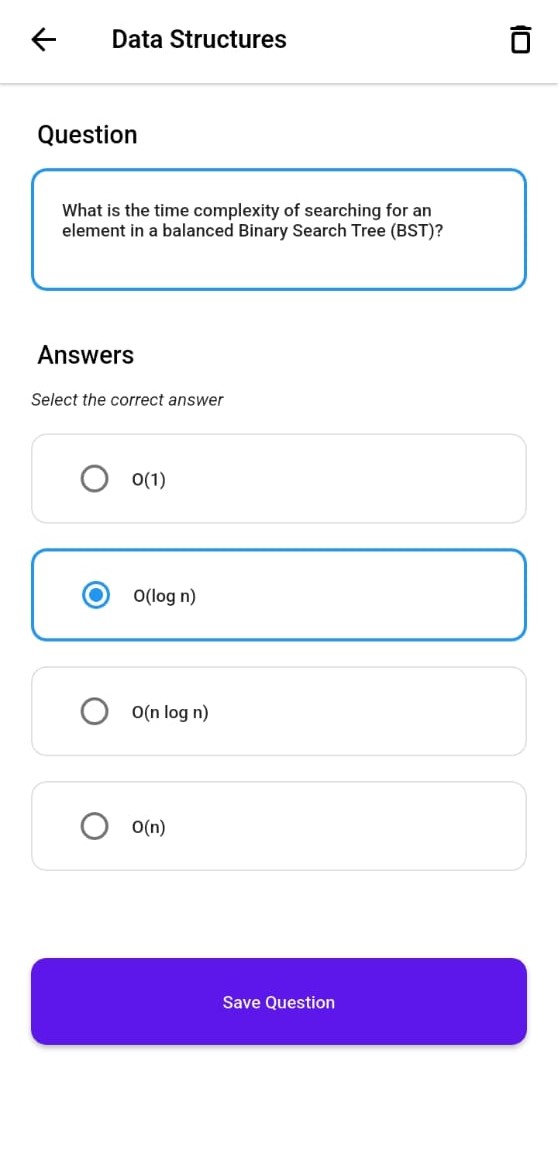 Data Structures
Question
What is the time complexity of searching for an
element in a balanced Binary Search Tree (BST)?
Answers
Select the correct answer
O(1)
O(log n)
O(n log n)
O(n)
Save Question